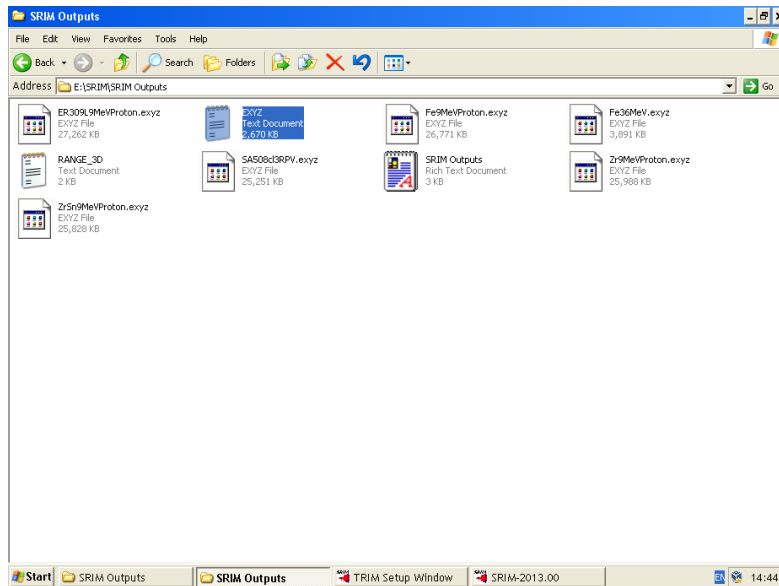 SRIM Outputs
File Edit View Favorites Tools Help
Back Search Folders
Address E:\SRIM\SRIM Outputs Go
ER309L9MeVProton.exyz
EXYZ File
27,262 KB
EXYZ
Text Document
2,670 KB
Fe9MeVProton.exyz
EXYZ File
26,771 KB
Fe36MeV.exyz
EXYZ File
3,891 KB
RANGE_3D
Text Document
2 KB
SA508cl3RPV.exyz
EXYZ File
25,251 KB
SRIM Outputs
Rich Text Document
3 KB
Zr9MeVProton.exyz
EXYZ File
25,988 KB
ZrSn9MeVProton.exyz
EXYZ File
25,828 KB
Start SRIM Outputs SRIM Outputs TRIM Setup Window SRIM-2013.00 EN 14:44